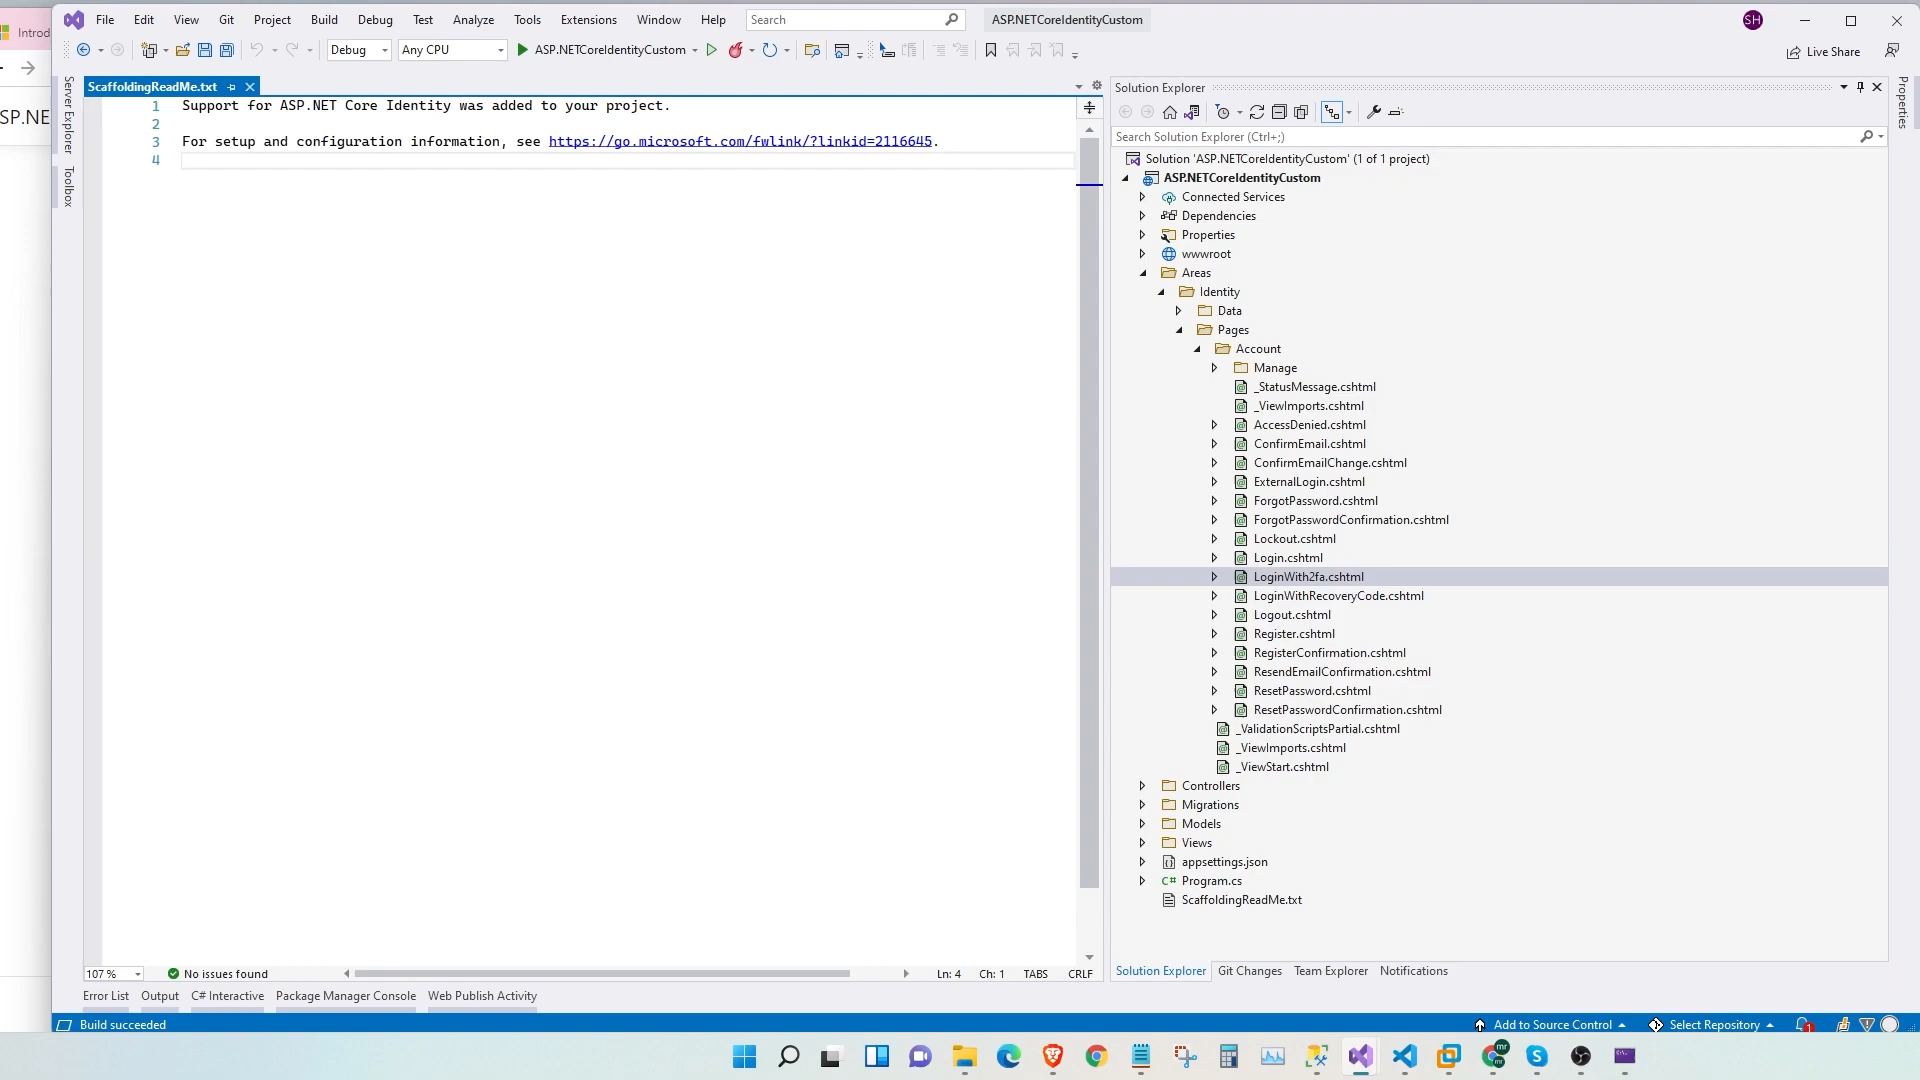 Introd
SP.NE
File Edit View Git Project Build Debug Test Analyze Tools Extensions Window Help Search ASP.NETCoreIdentityCustom SH
Debug Any CPU ASP.NETCoreIdentityCustom Live Share
Server Explorer
Toolbox
ScaffoldingReadMe.txt
1 Support for ASP.NET Core Identity was added to your project.
2
3 For setup and configuration information, see https://go.microsoft.com/fwlink/?linkid=2116645.
4
107 % No issues found Ln: 4 Ch: 1 TABS CRLF
Solution Explorer
Search Solution Explorer (Ctrl+;)
Solution 'ASP.NETCoreIdentityCustom' (1 of 1 project)
ASP.NETCoreIdentityCustom
Connected Services
Dependencies
Properties
wwwroot
Areas
Identity
Data
Pages
Account
Manage
_StatusMessage.cshtml
_ViewImports.cshtml
AccessDenied.cshtml
ConfirmEmail.cshtml
ConfirmEmailChange.cshtml
ExternalLogin.cshtml
ForgotPassword.cshtml
ForgotPasswordConfirmation.cshtml
Lockout.cshtml
Login.cshtml
LoginWith2fa.cshtml
LoginWithRecoveryCode.cshtml
Logout.cshtml
Register.cshtml
RegisterConfirmation.cshtml
ResendEmailConfirmation.cshtml
ResetPassword.cshtml
ResetPasswordConfirmation.cshtml
_ValidationScriptsPartial.cshtml
_ViewImports.cshtml
_ViewStart.cshtml
Controllers
Migrations
Models
Views
appsettings.json
C# Program.cs
ScaffoldingReadMe.txt
Solution Explorer Git Changes Team Explorer Notifications
Properties
Error List Output C# Interactive Package Manager Console Web Publish Activity
Build succeeded Add to Source Control Select Repository 1